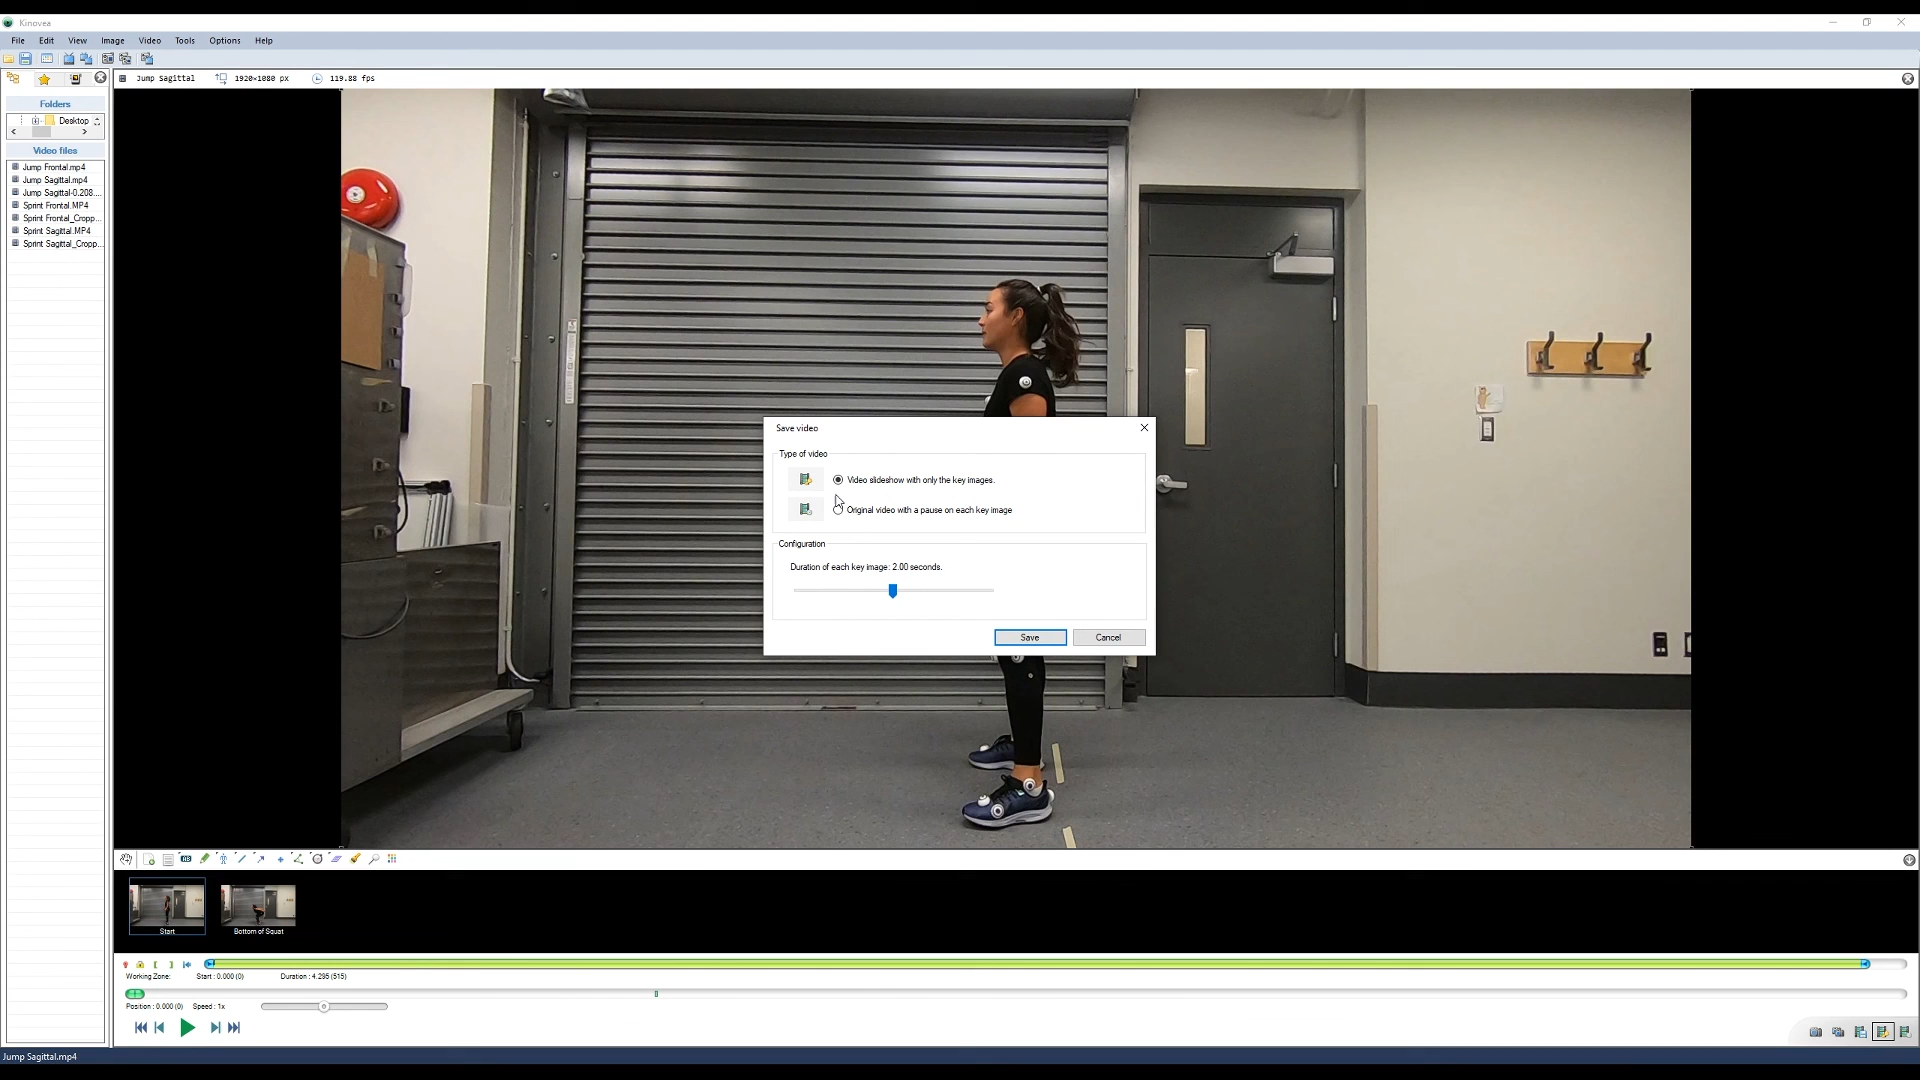 Kinovea
File Edit View Image Video Tools Options Help
Jump Sagittal 1920×1080 px 119.88 fps
Folders
Desktop
Video files
Jump Frontal.mp4
Jump Sagittal.mp4
Jump Sagittal-0.208....
Sprint Frontal.MP4
Sprint Frontal_Cropp...
Sprint Sagittal.MP4
Sprint Sagittal_Cropp...
Save video
Type of video
Video slideshow with only the key images.
Original video with a pause on each key image
Configuration
Duration of each key image: 2.00 seconds.
Save Cancel
Start
Bottom of Squat
Working Zone: Start : 0.000 (0) Duration : 4.295 (515)
Position : 0.000 (0) Speed : 1x
Jump Sagittal.mp4